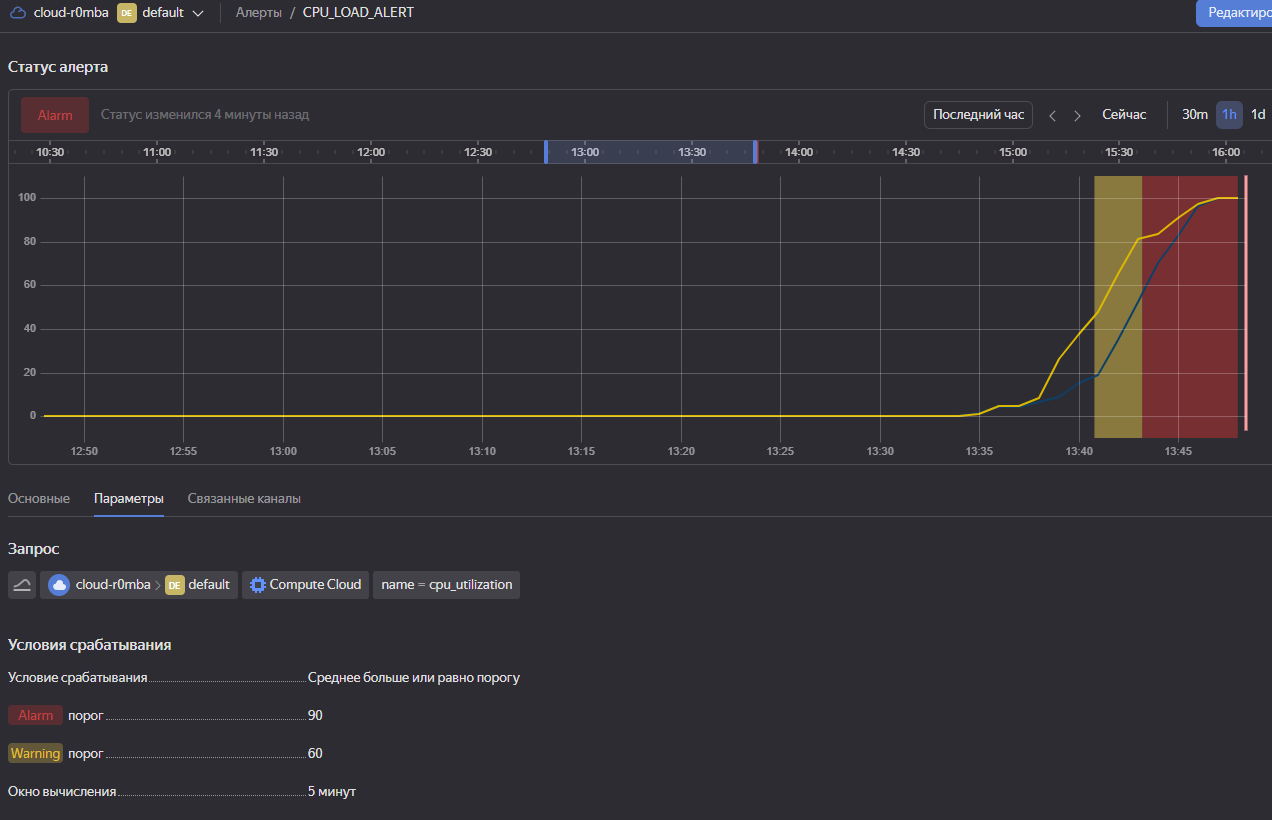 cloud-r0mba DE default Алерты / CPU_LOAD_ALERT Редактиро
Статус алерта
Alarm Статус изменился 4 минуты назад Последний час Сейчас 30m 1h 1d
10:30 11:00 11:30 12:00 12:30 13:00 13:30 14:00 14:30 15:00 15:30 16:00
100
80
60
40
20
0
12:50 12:55 13:00 13:05 13:10 13:15 13:20 13:25 13:30 13:35 13:40 13:45
Основные Параметры Связанные каналы
Запрос
cloud-r0mba DE default Compute Cloud name = cpu_utilization
Условия срабатывания
Условие срабатывания Среднее больше или равно порогу
Alarm порог 90
Warning порог 60
Окно вычисления 5 минут